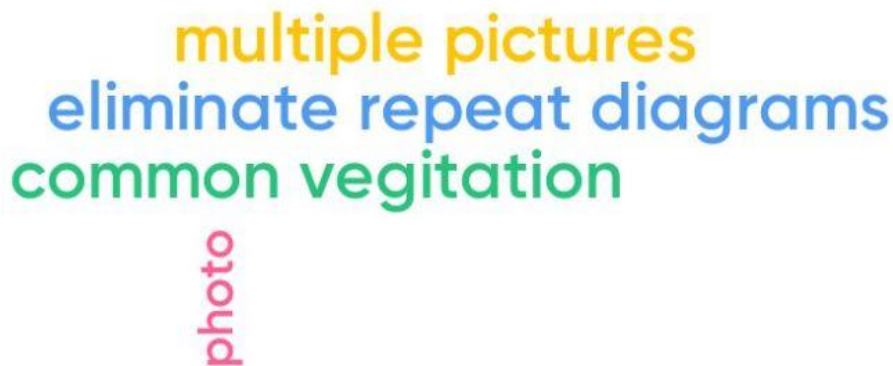 multiple pictures
eliminate repeat diagrams
common vegitation
photo